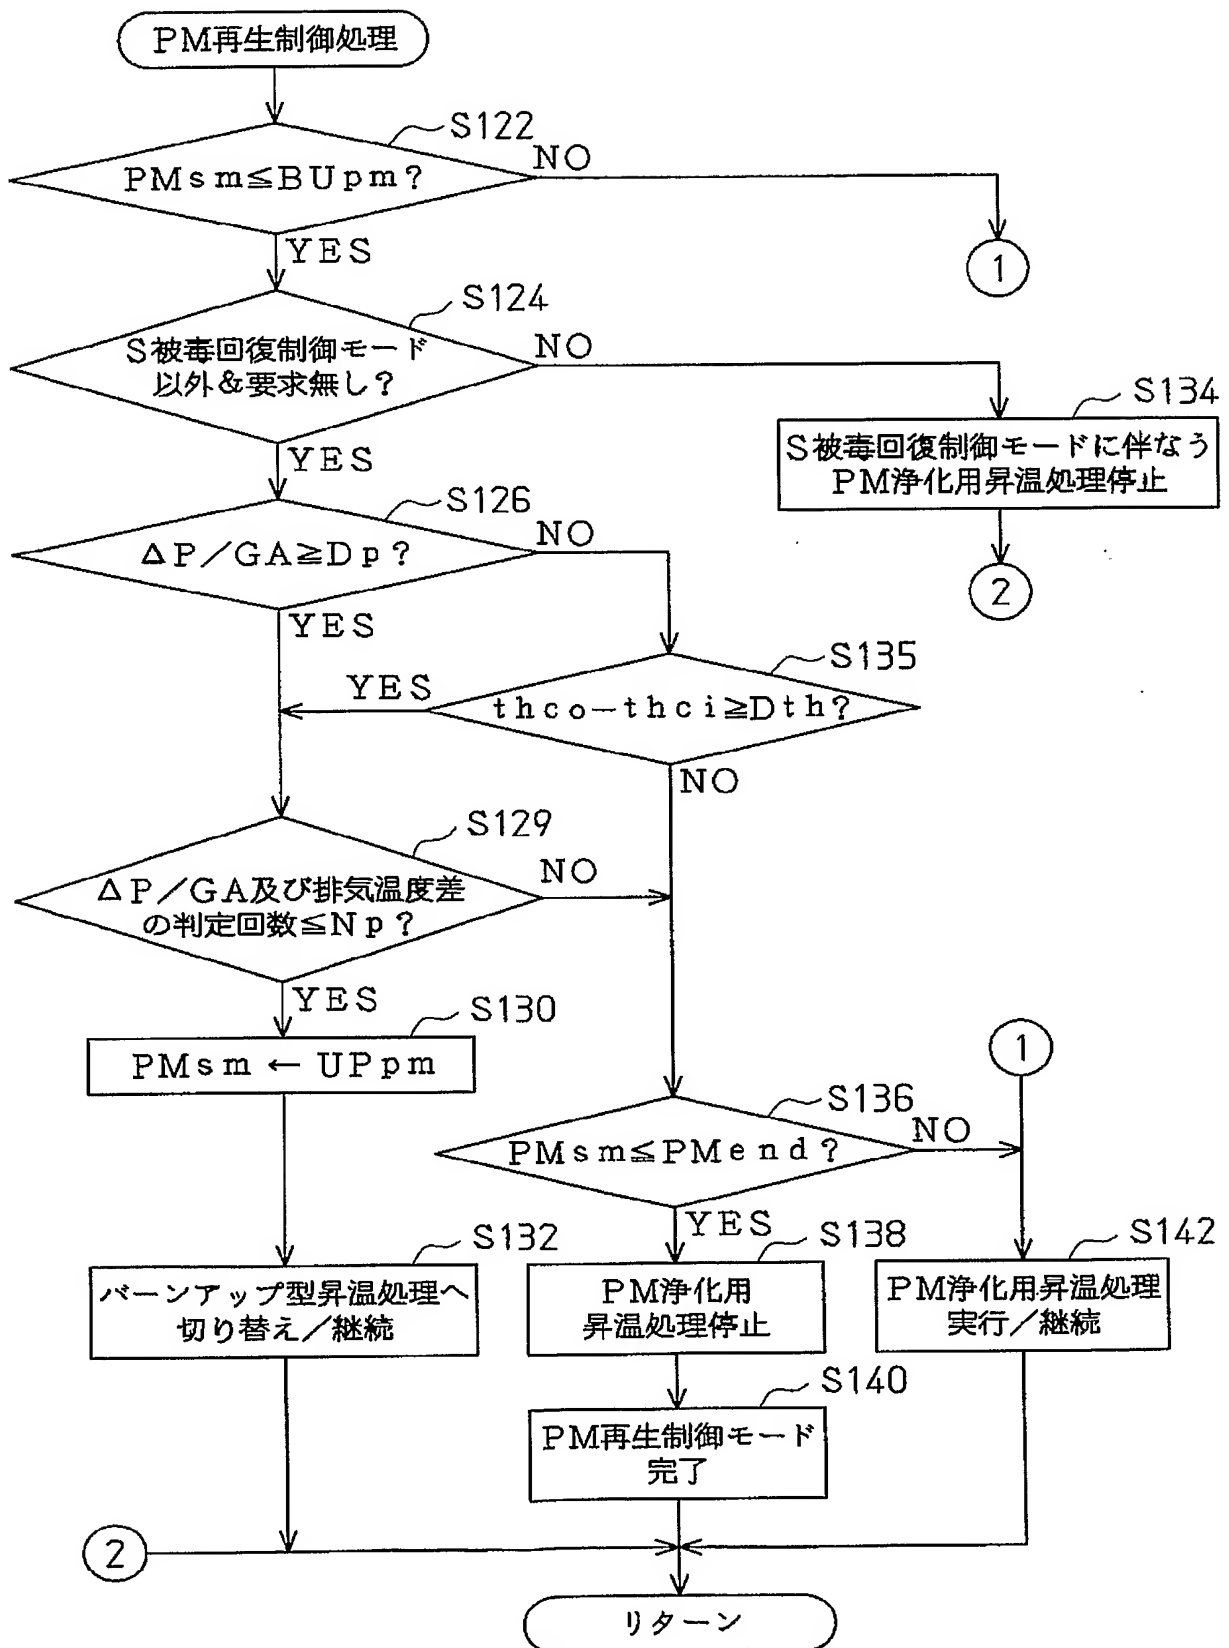 PM再生制御処理
S122
PMsm≦BUpm?
NO
YES
①
S124
S被毒回復制御モード
以外&要求無し?
NO
YES
S134
S被毒回復制御モードに伴なう
PM浄化用昇温処理停止
②
S126
ΔP/GA≧Dp?
NO
YES
S135
thco-thci≧Dth?
YES
NO
S129
ΔP/GA及び排気温度差
の判定回数≦Np?
NO
YES
S130
PMsm ← UPpm
①
S136
PMsm≦PMend?
NO
YES
S132
バーンアップ型昇温処理へ
切り替え/継続
S138
PM浄化用
昇温処理停止
S142
PM浄化用昇温処理
実行/継続
S140
PM再生制御モード
完了
②
リターン